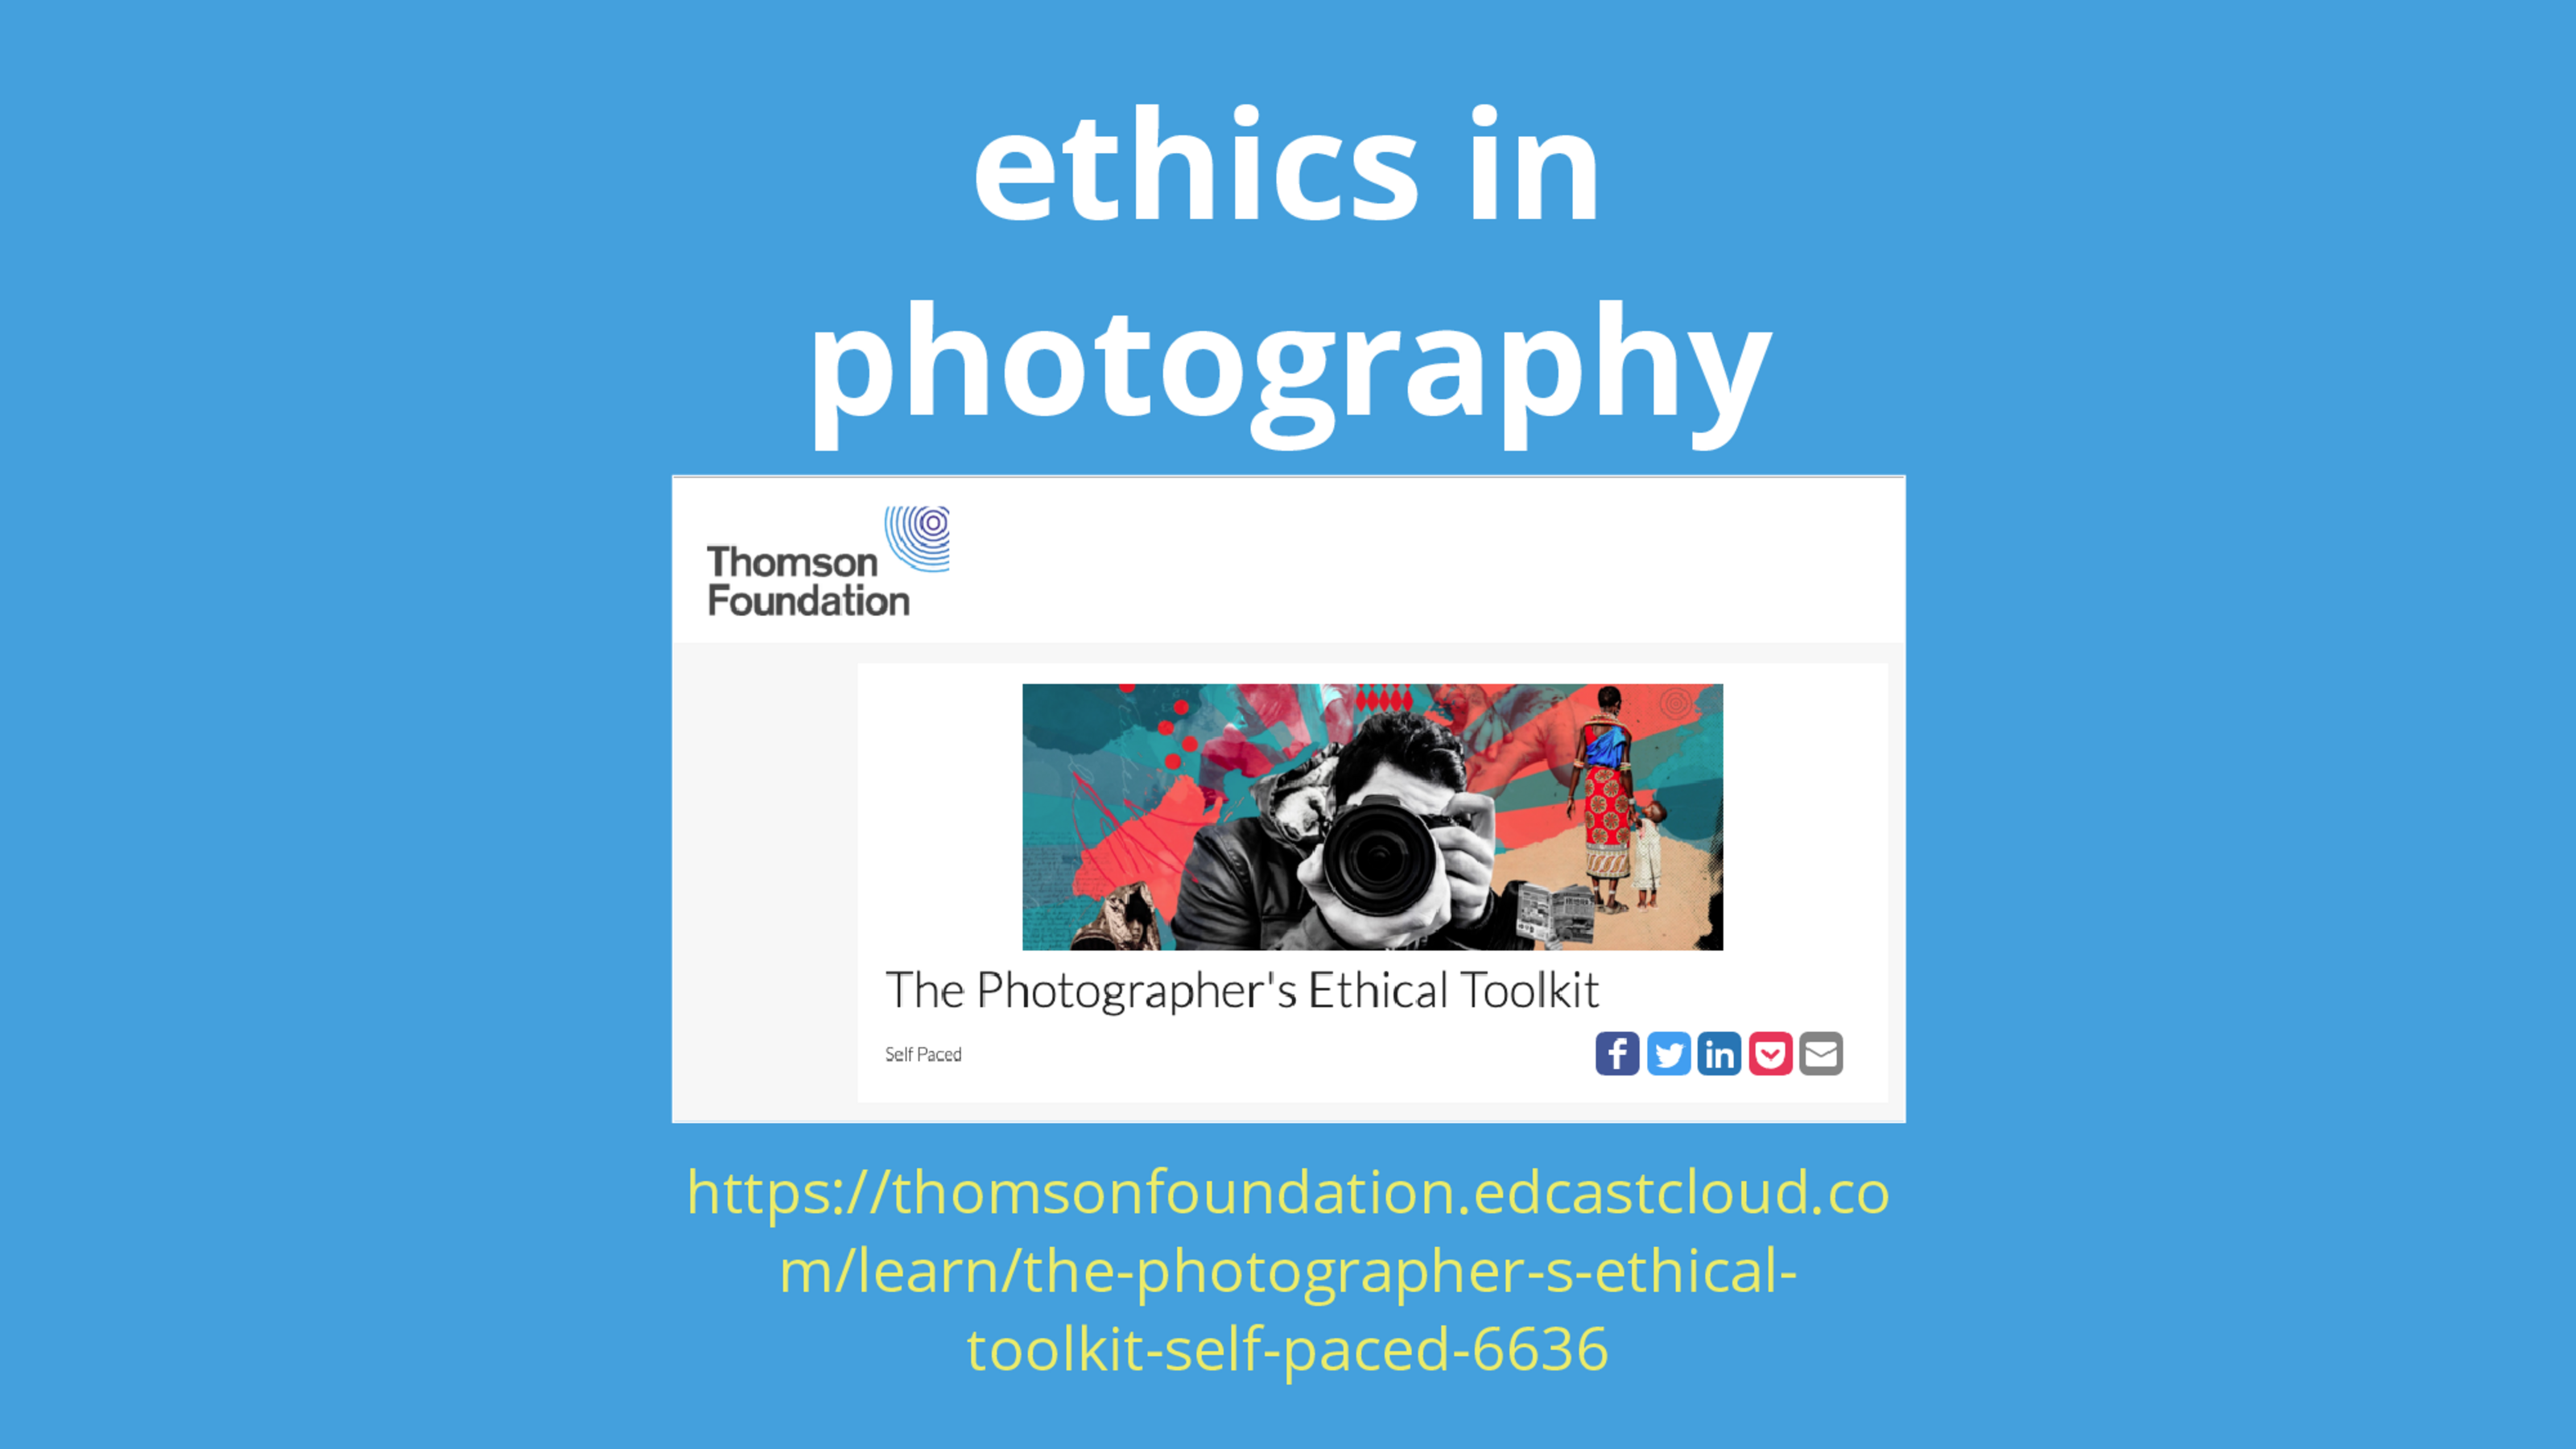 ethics in
photography
Thomson
Foundation
The Photographer's Ethical Toolkit
Self Paced
https://thomsonfoundation.edcastcloud.co
m/learn/the-photographer-s-ethical-
toolkit-self-paced-6636